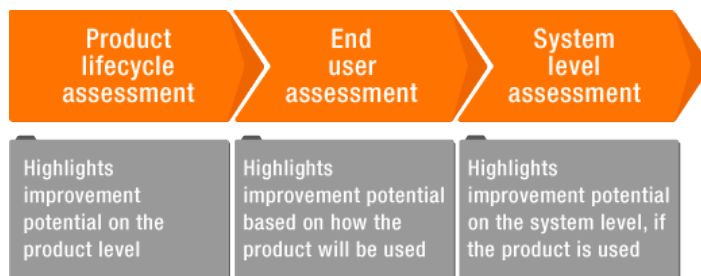 Product
lifecycle
assessment
End
user
assessment
System
level
assessment
Highlights
improvement
potential on the
product level
Highlights
improvement potential
based on how the
product will be used
Highlights
improvement potential
on the system level, if
the product is used